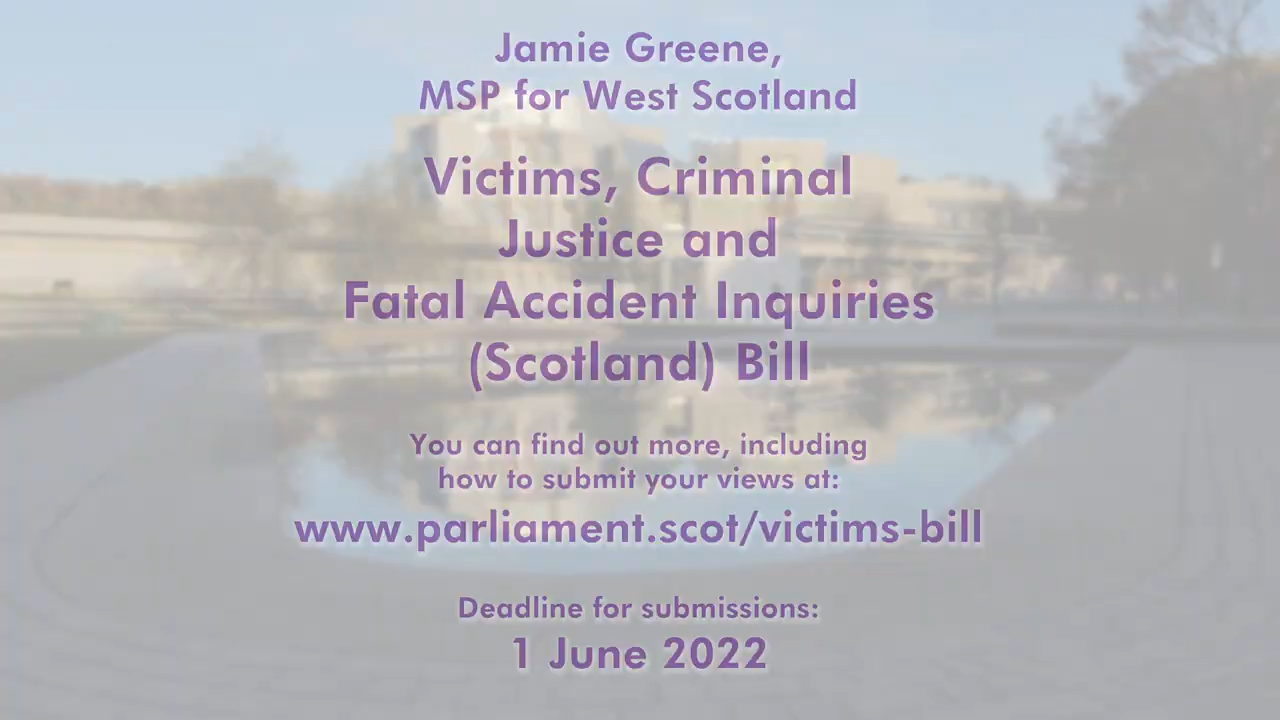 Jamie Greene,
MSP for West Scotland
Victims, Criminal
Justice and
Fatal Accident Inquiries
(Scotland) Bill
You can find out more, including
how to submit your views at:
www.parliament.scot/victims-bill
Deadline for submissions:
1 June 2022